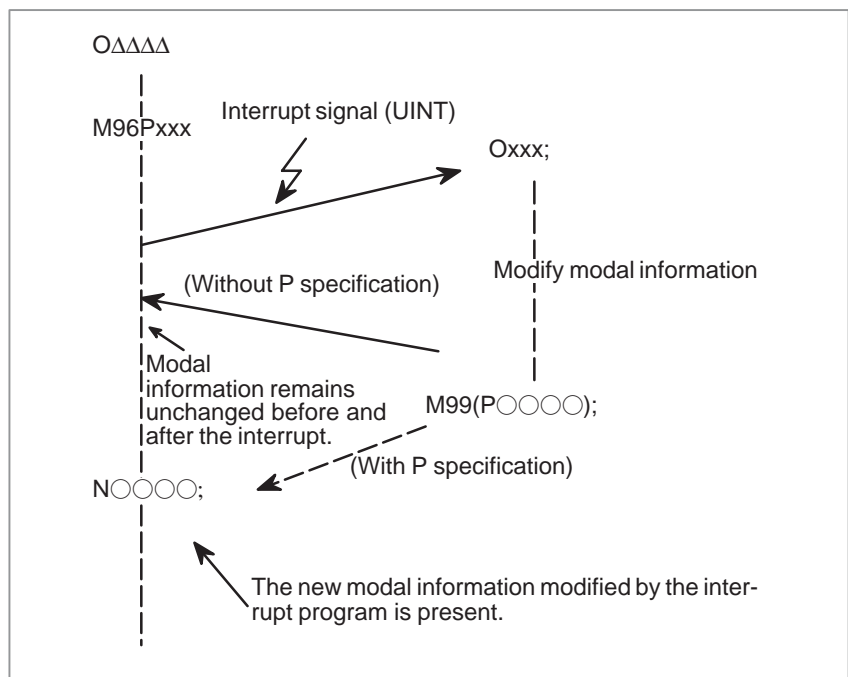 OΔΔΔΔ
Interrupt signal (UINT)
M96Pxxx
Oxxx;
Modify modal information
(Without P specification)
Modal
information remains
unchanged before and
after the interrupt.
M99(P○○○○);
(With P specification)
N○○○○;
The new modal information modified by the inter-
rupt program is present.